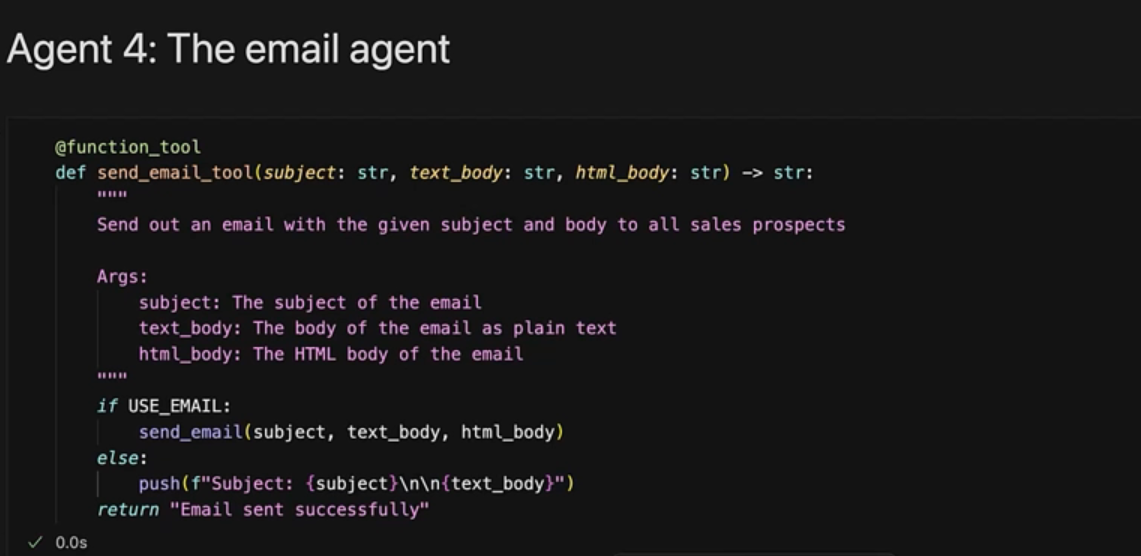 Agent 4: The email agent
@function_tool
def send_email_tool(subject: str, text_body: str, html_body: str) -> str:
"""
Send out an email with the given subject and body to all sales prospects
Args:
subject: The subject of the email
text_body: The body of the email as plain text
html_body: The HTML body of the email
"""
if USE_EMAIL:
send_email(subject, text_body, html_body)
else:
push(f"Subject: {subject}\n\n{text_body}")
return "Email sent successfully"
✓ 0.0s